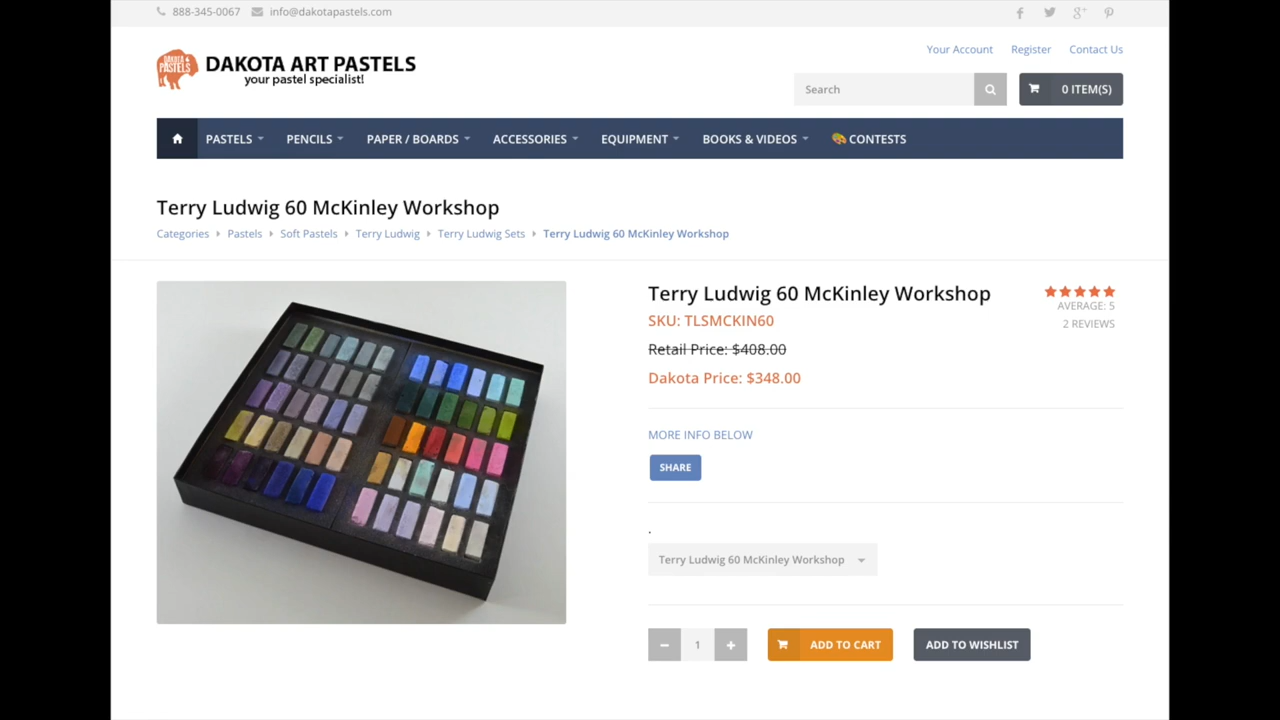 888-345-0067 info@dakotapastels.com
DAKOTA PASTELS
DAKOTA ART PASTELS
your pastel specialist!
Your Account Register Contact Us
Search
0 ITEM(S)
PASTELS PENCILS PAPER / BOARDS ACCESSORIES EQUIPMENT BOOKS & VIDEOS CONTESTS
Terry Ludwig 60 McKinley Workshop
Categories Pastels Soft Pastels Terry Ludwig Terry Ludwig Sets Terry Ludwig 60 McKinley Workshop
Terry Ludwig 60 McKinley Workshop
SKU: TLSMCKIN60
Retail Price: $408.00
Dakota Price: $348.00
AVERAGE: 5
2 REVIEWS
MORE INFO BELOW
SHARE
.
Terry Ludwig 60 McKinley Workshop
1
ADD TO CART
ADD TO WISHLIST